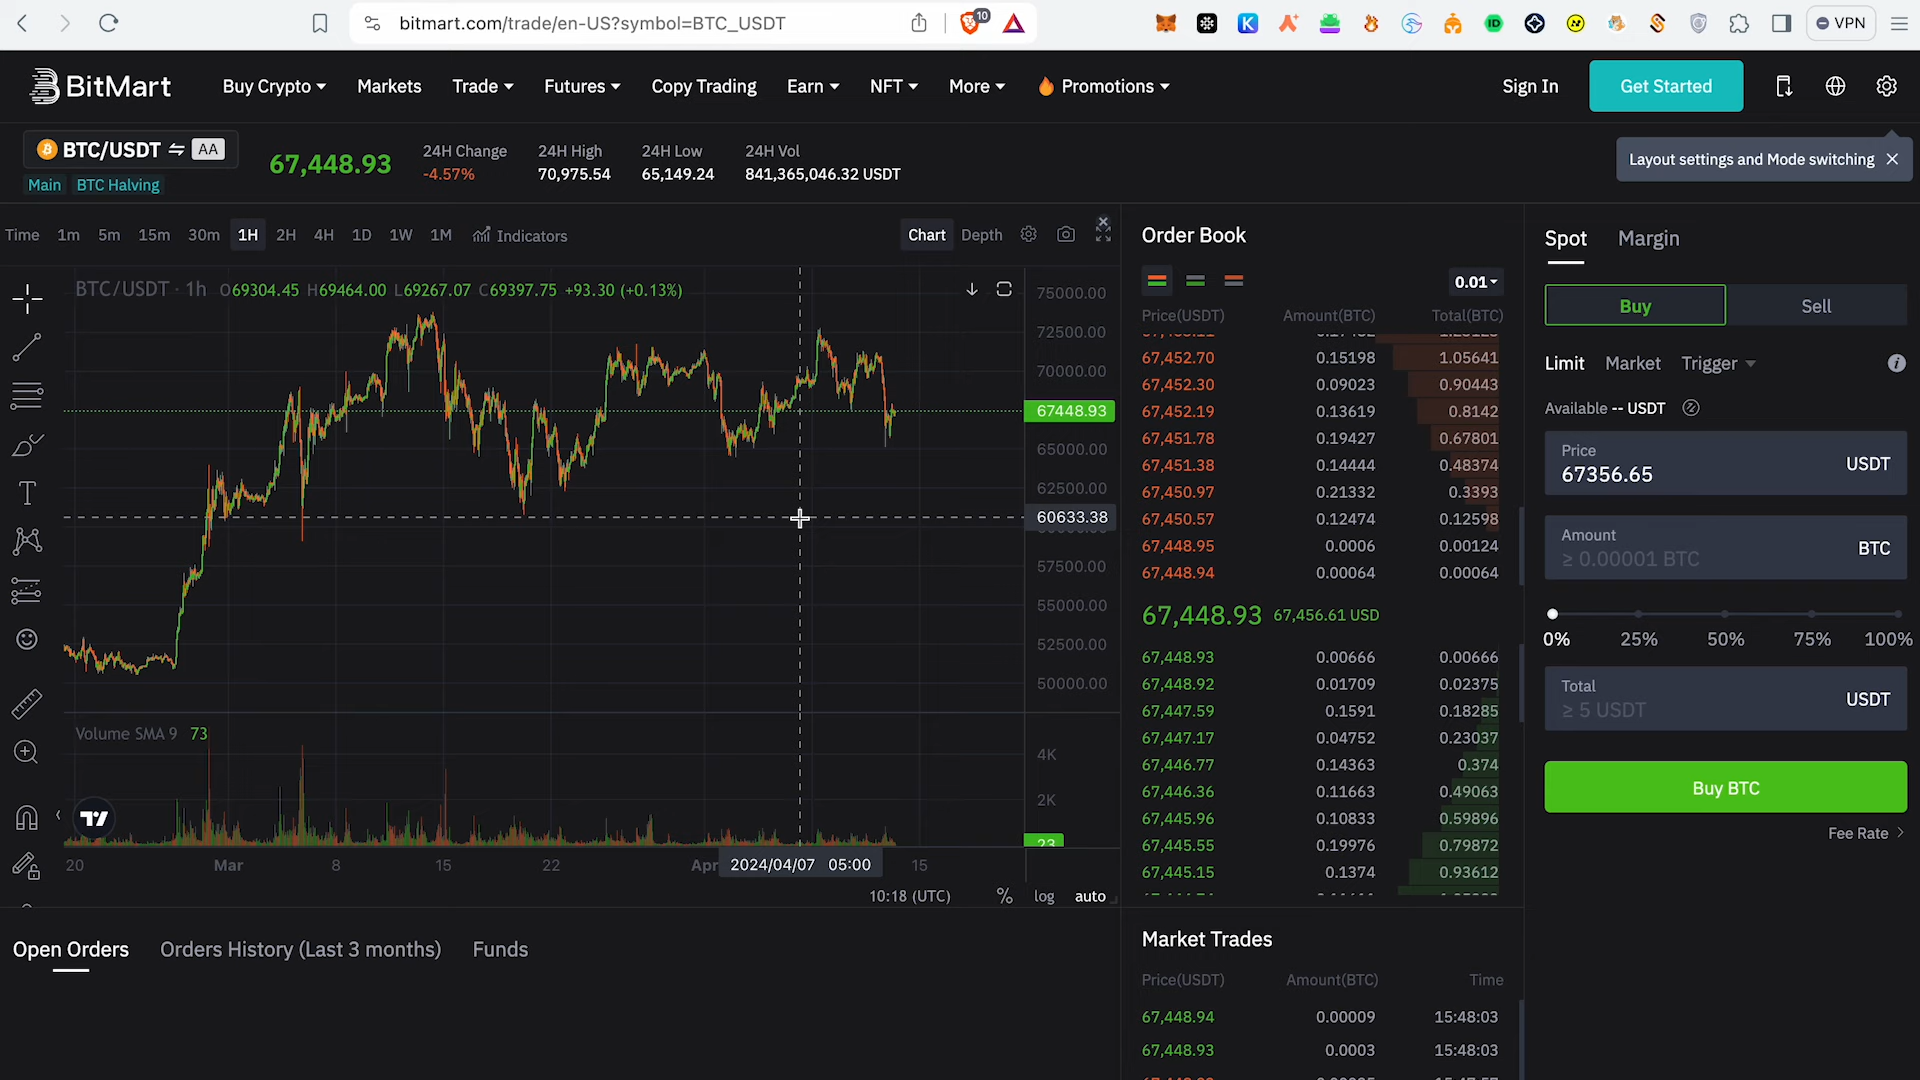 bitmart.com/trade/en-US?symbol=BTC_USDT
10
VPN
BitMart
Buy Crypto
Markets
Trade
Futures
Copy Trading
Earn
NFT
More
Promotions
Sign In
Get Started
BTC/USDT
AA
Main
BTC Halving
67,448.93
24H Change
-4.57%
24H High
70,975.54
24H Low
65,149.24
24H Vol
841,365,046.32 USDT
Layout settings and Mode switching
Time 1m 5m 15m 30m 1H 2H 4H 1D 1W 1M Indicators
Chart Depth
BTC/USDT · 1h O69304.45 H69464.00 L69267.07 C69397.75 +93.30 (+0.13%)
75000.00
72500.00
70000.00
67448.93
65000.00
62500.00
60633.38
57500.00
55000.00
52500.00
50000.00
Volume SMA 9 73
4K
2K
23
20 Mar 8 15 22 Apr 2024/04/07 05:00 15
10:18 (UTC) % log auto
Open Orders
Orders History (Last 3 months)
Funds
Order Book
0.01
Price(USDT) Amount(BTC) Total(BTC)
67,452.70 0.15198 1.05641
67,452.30 0.09023 0.90443
67,452.19 0.13619 0.8142
67,451.78 0.19427 0.67801
67,451.38 0.14444 0.48374
67,450.97 0.21332 0.3393
67,450.57 0.12474 0.12598
67,448.95 0.0006 0.00124
67,448.94 0.00064 0.00064
67,448.93 67,456.61 USD
67,448.93 0.00666 0.00666
67,448.92 0.01709 0.02375
67,447.59 0.1591 0.18285
67,447.17 0.04752 0.23037
67,446.77 0.14363 0.374
67,446.36 0.11663 0.49063
67,445.96 0.10833 0.59896
67,445.55 0.19976 0.79872
67,445.15 0.1374 0.93612
Market Trades
Price(USDT) Amount(BTC) Time
67,448.94 0.00009 15:48:03
67,448.93 0.0003 15:48:03
Spot
Margin
Buy
Sell
Limit
Market
Trigger
Available -- USDT
Price
67356.65
USDT
Amount
≥ 0.00001 BTC
BTC
0% 25% 50% 75% 100%
Total
≥ 5 USDT
USDT
Buy BTC
Fee Rate